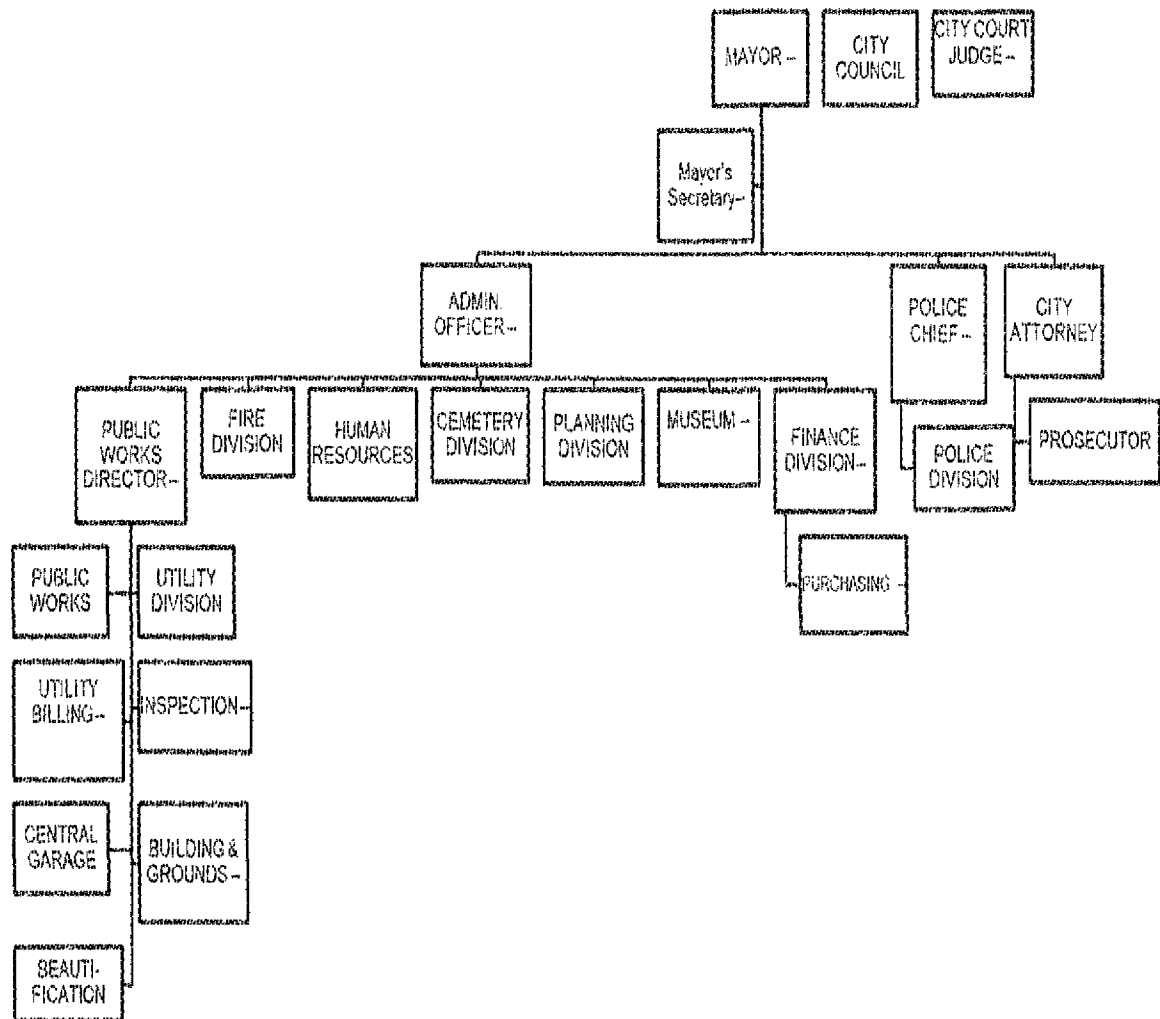 MAYOR --
CITY
COUNCIL
CITY COURT
JUDGE --
Mayor's
Secretary--
ADMIN.
OFFICER --
POLICE
CHIEF --
CITY
ATTORNEY
PUBLIC
WORKS
DIRECTOR --
FIRE
DIVISION
HUMAN
RESOURCES
CEMETERY
DIVISION
PLANNING
DIVISION
MUSEUM --
FINANCE
DIVISION--
POLICE
DIVISION
PROSECUTOR
PUBLIC
WORKS
UTILITY
DIVISION
PURCHASING --
UTILITY
BILLING --
INSPECTION --
CENTRAL
GARAGE
BUILDING &
GROUNDS --
BEAUTI-
FICATION